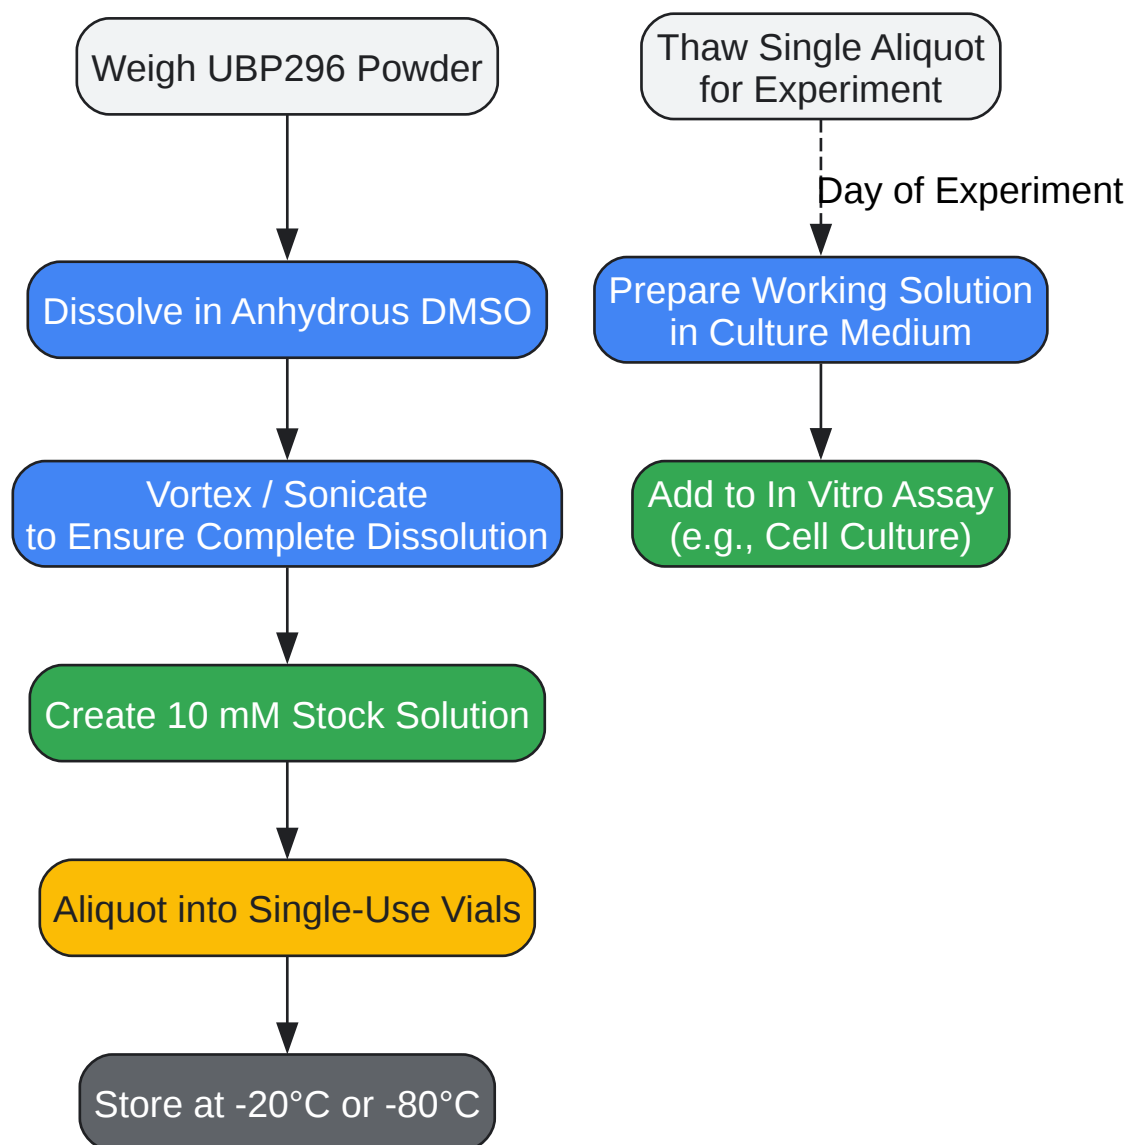 Weigh UBP296 Powder
Dissolve in Anhydrous DMSO
Vortex / Sonicate
to Ensure Complete Dissolution
Create 10 mM Stock Solution
Aliquot into Single-Use Vials
Store at -20°C or -80°C
Thaw Single Aliquot
for Experiment
Day of Experiment
Prepare Working Solution
in Culture Medium
Add to In Vitro Assay
(e.g., Cell Culture)